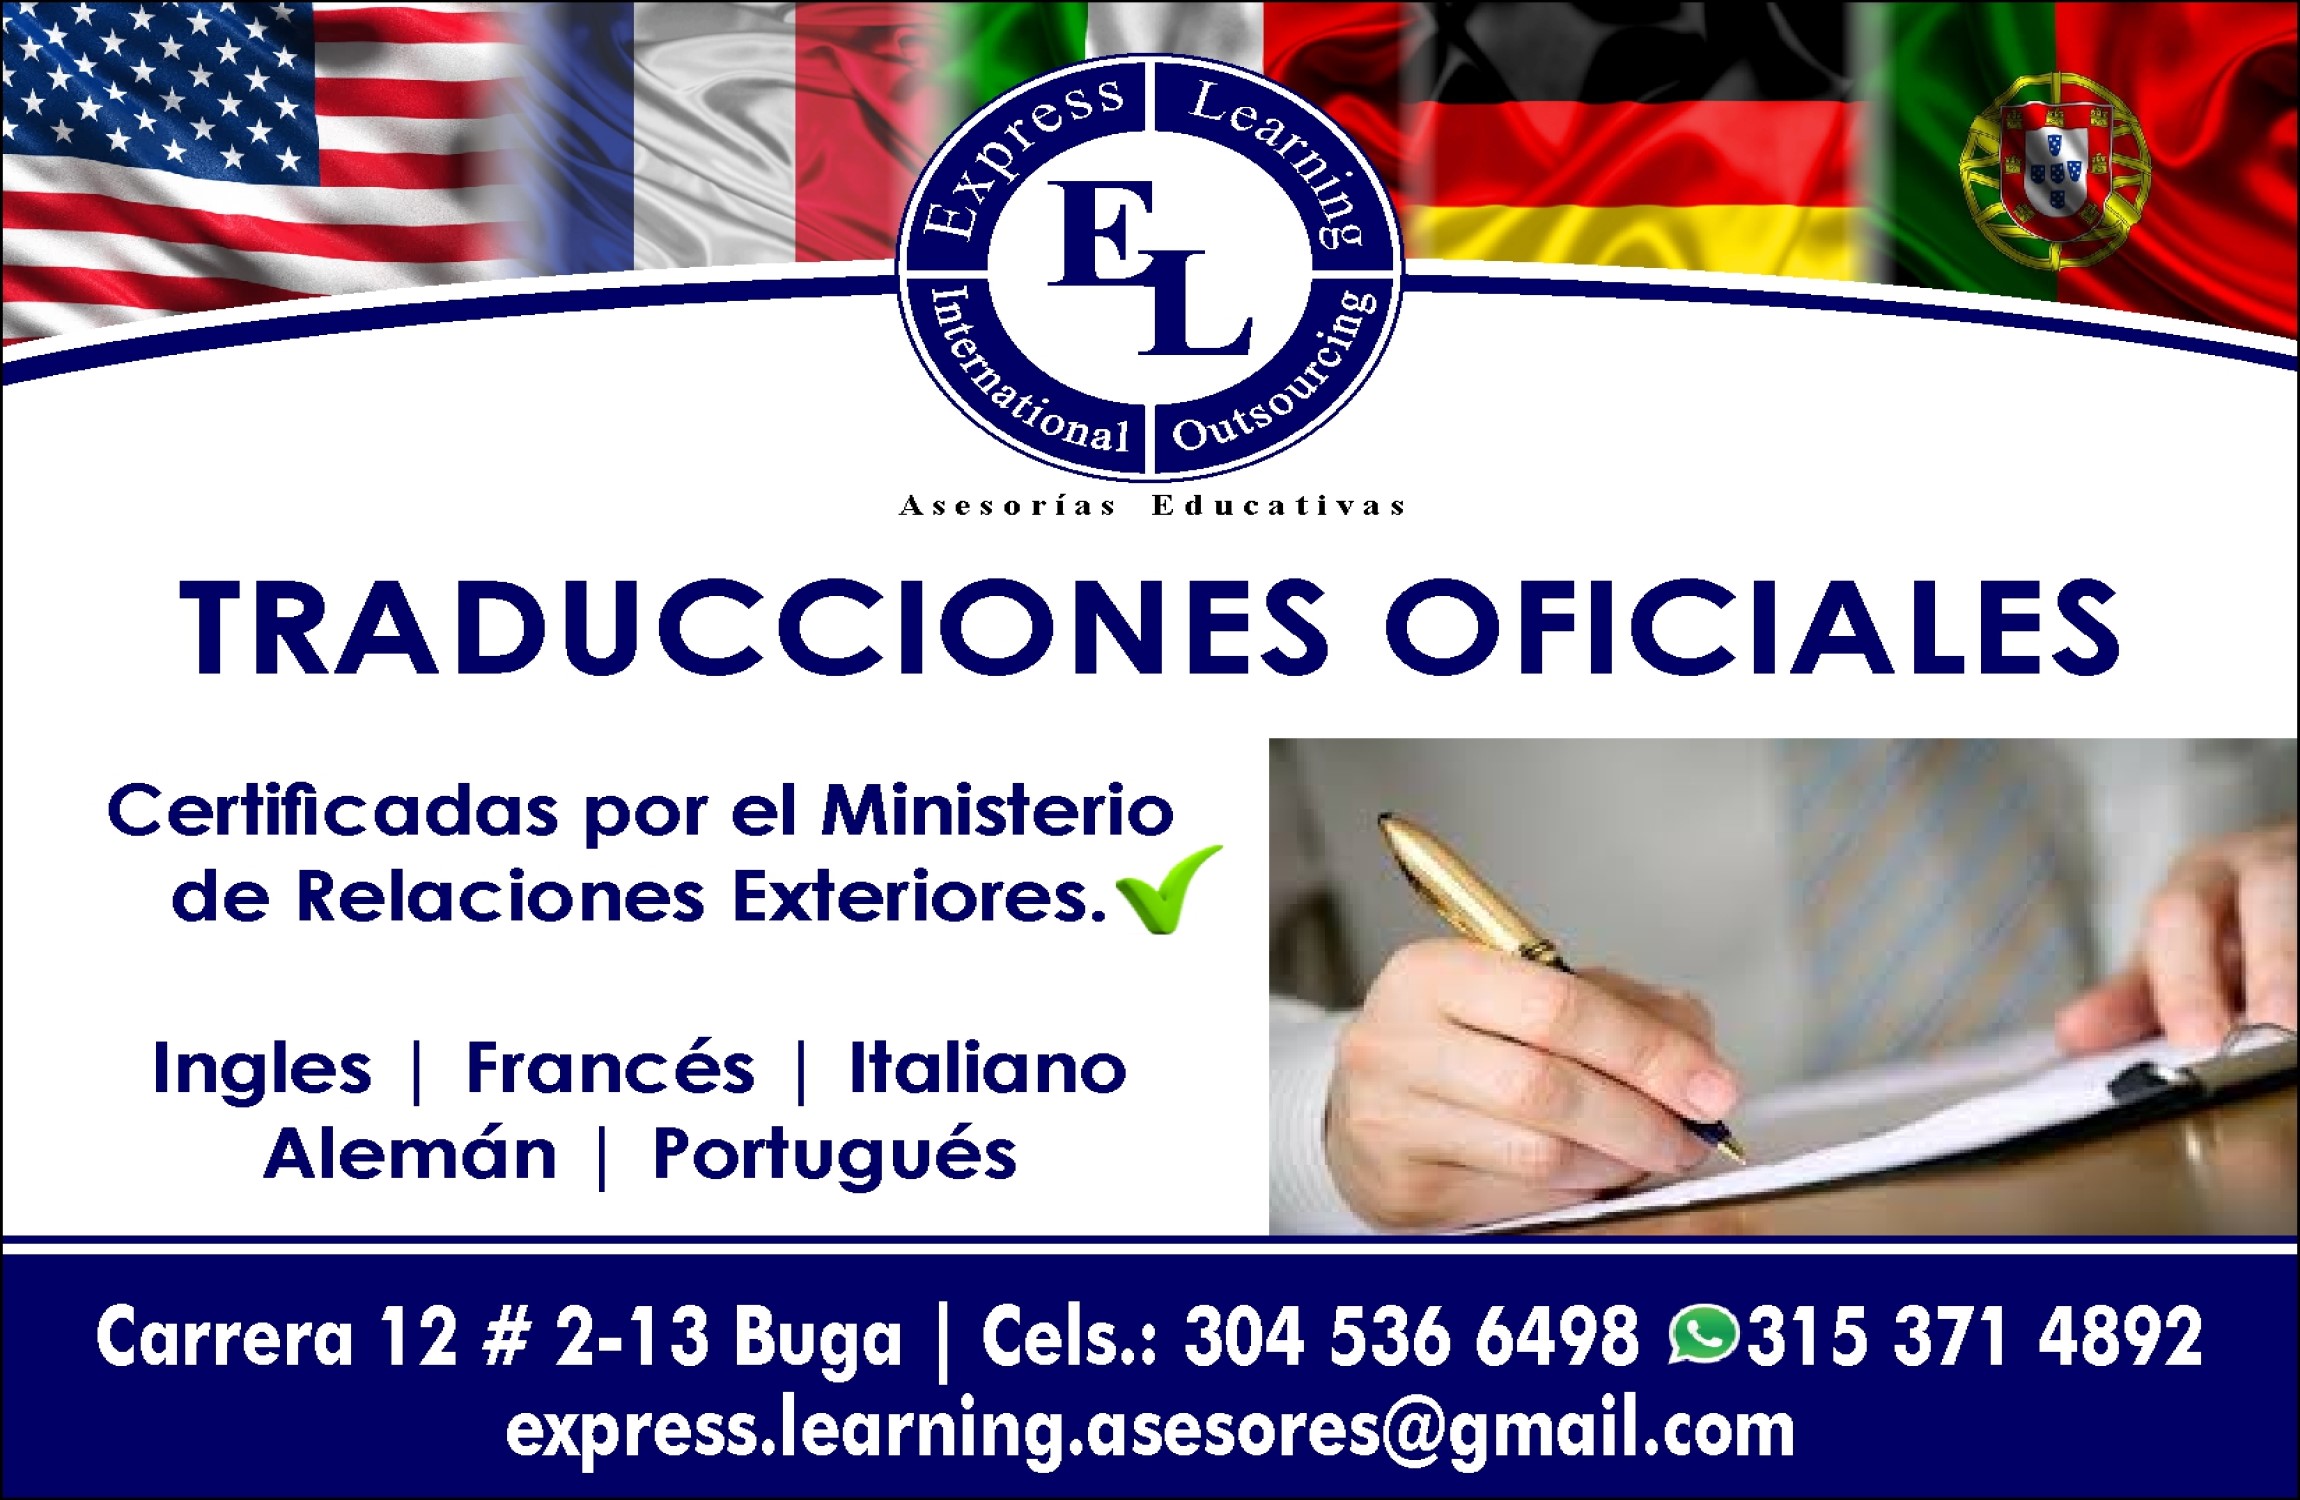 Express Learning
EL
International Outsourcing
Asesorías Educativas
TRADUCCIONES OFICIALES
Certificadas por el Ministerio
de Relaciones Exteriores.
Ingles | Francés | Italiano
Alemán | Portugués
Carrera 12 # 2-13 Buga | Cels.: 304 536 6498 315 371 4892
express.learning.asesores@gmail.com